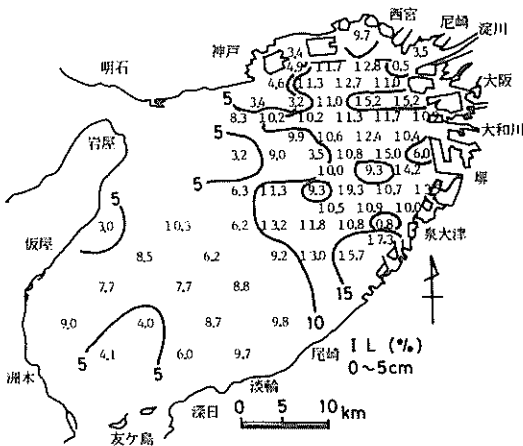 西宮 尼崎
淀川
神戸
9.7
3.4 3.5
明石
4.9 11.7 12.8 0.5
4.6 11.3 12.7 11.0
大阪
5 3.4 3.2 11.0 15.2 15.2
8.3 10.2 10.2 11.3 11.7
岩屋
9.9 10.6 12.4 10.4
大和川
3.2 9.0 3.5 10.8 15.0 6.0
10.0 9.3 14.2
堺
5
6.3 11.3 9.3 19.3 10.7
5
10.5 10.9 10.0
3.0 10.3 6.2 13.2 11.8 10.8 0.8
泉大津
仮屋
17.3
8.5 6.2 9.2 13.0 15.7
7.7 7.7 8.8
15
9.0 4.0 8.7 9.8
10
尾崎
IL (%)
0~5cm
5 4.1 6.0 9.7
洲本
5
淡輪
深日
友ケ島
0 5 10
km